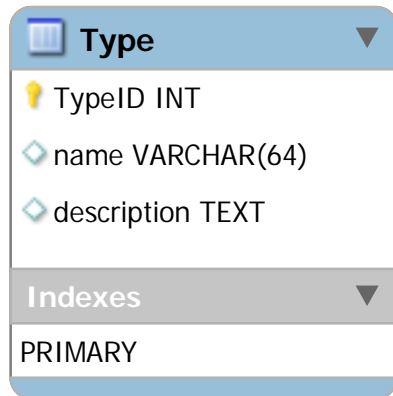 Type
TypeID INT
name VARCHAR(64)
description TEXT
Indexes
PRIMARY